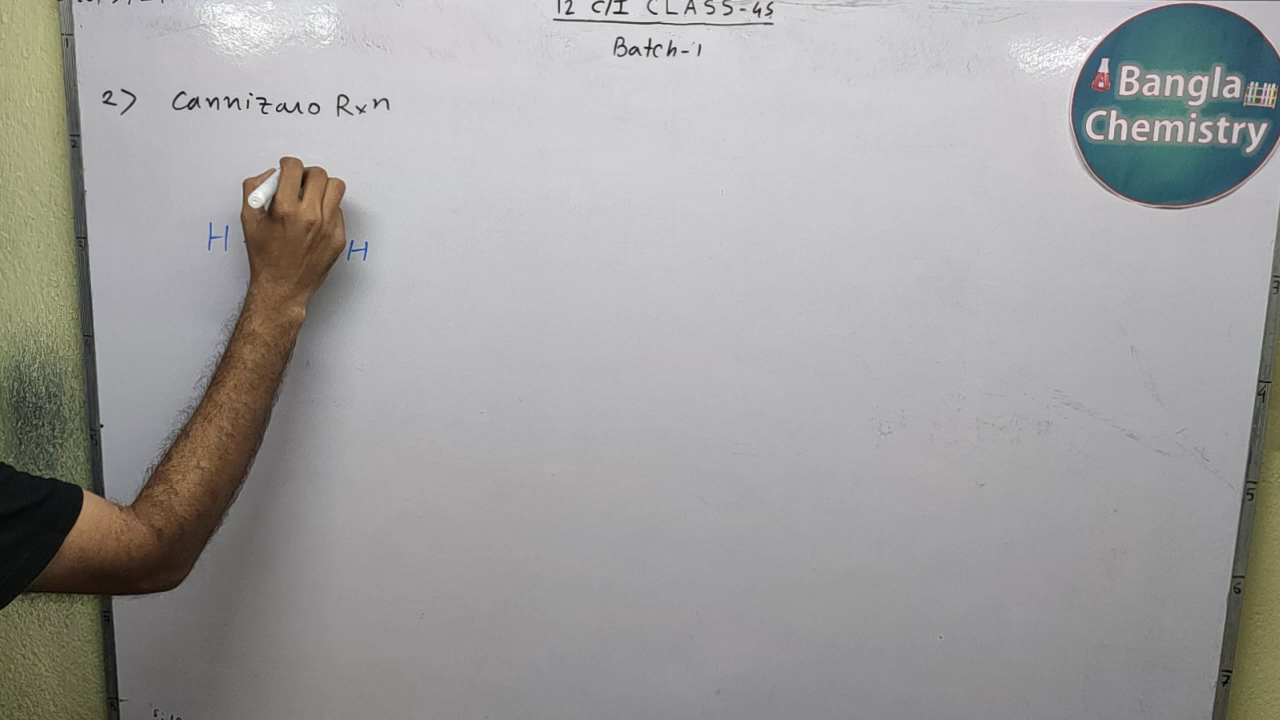 12 C/I CLASS-45
Batch-1
Bangla
Chemistry
2) Cannizaro Rxn
H H